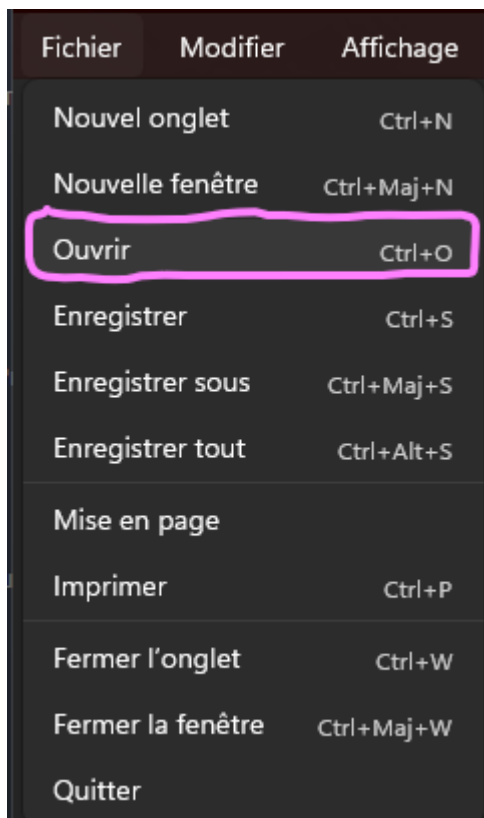 Fichier Modifier Affichage
Nouvel onglet Ctrl+N
Nouvelle fenêtre Ctrl+Maj+N
Ouvrir Ctrl+O
Enregistrer Ctrl+S
Enregistrer sous Ctrl+Maj+S
Enregistrer tout Ctrl+Alt+S
Mise en page
Imprimer Ctrl+P
Fermer l’onglet Ctrl+W
Fermer la fenêtre Ctrl+Maj+W
Quitter